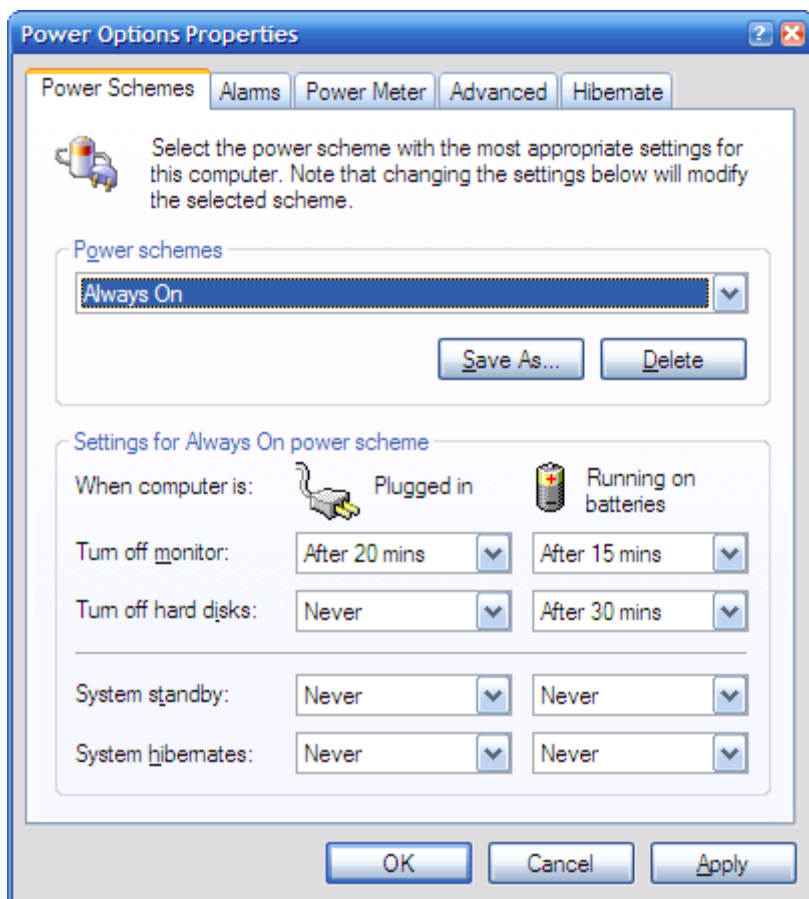 Power Options Properties
Power Schemes Alarms Power Meter Advanced Hibernate
Select the power scheme with the most appropriate settings for
this computer. Note that changing the settings below will modify
the selected scheme.
Power schemes
Always On
Save As... Delete
Settings for Always On power scheme
When computer is: Plugged in Running on
batteries
Turn off monitor: After 20 mins After 15 mins
Turn off hard disks: Never After 30 mins
System standby: Never Never
System hibernates: Never Never
OK Cancel Apply